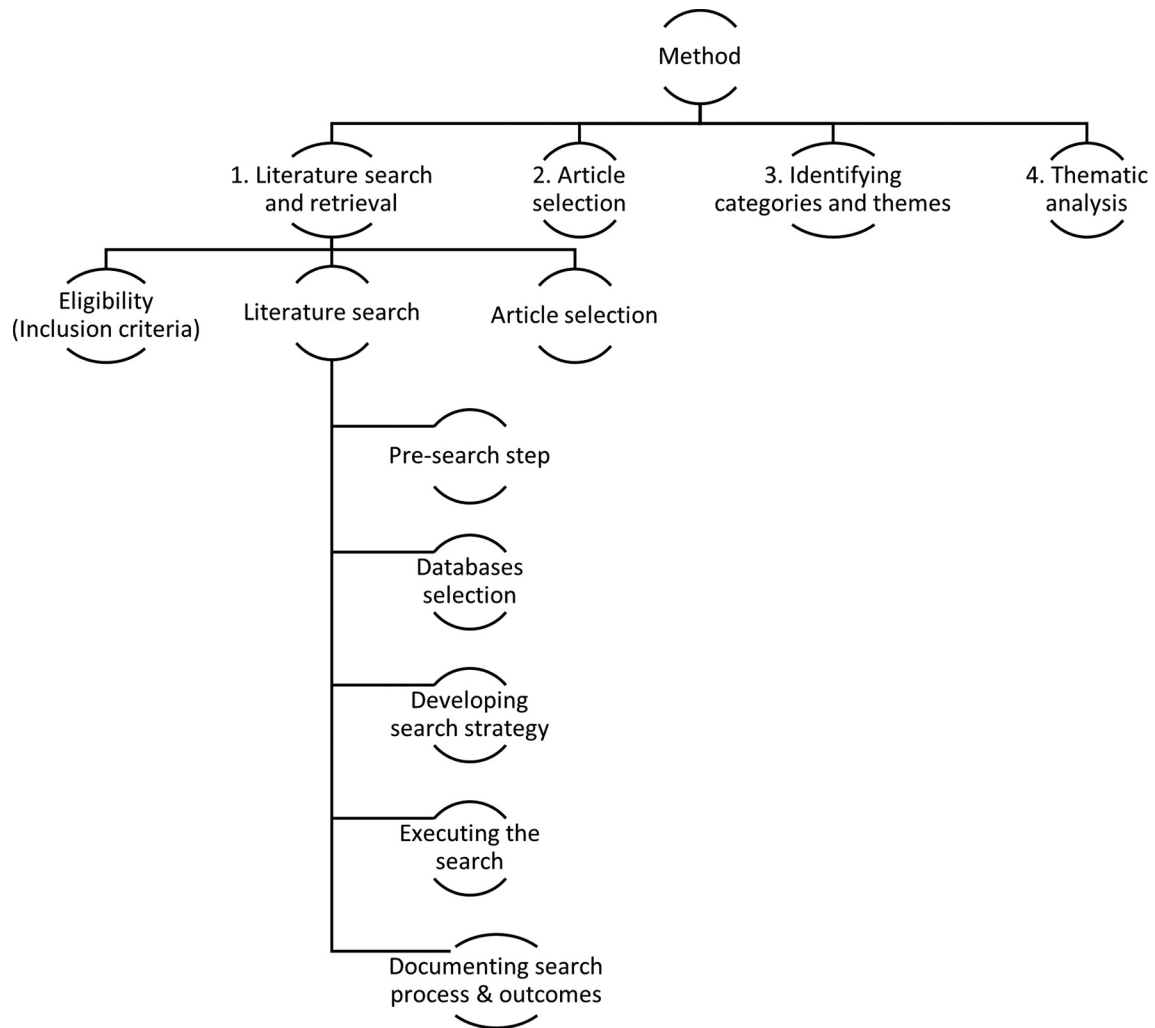 Method
1. Literature search
and retrieval
2. Article
selection
3. Identifying
categories and themes
4. Thematic
analysis
Eligibility
(Inclusion criteria)
Literature search
Article selection
Pre-search step
Databases
selection
Developing
search strategy
Executing the
search
Documenting search
process & outcomes